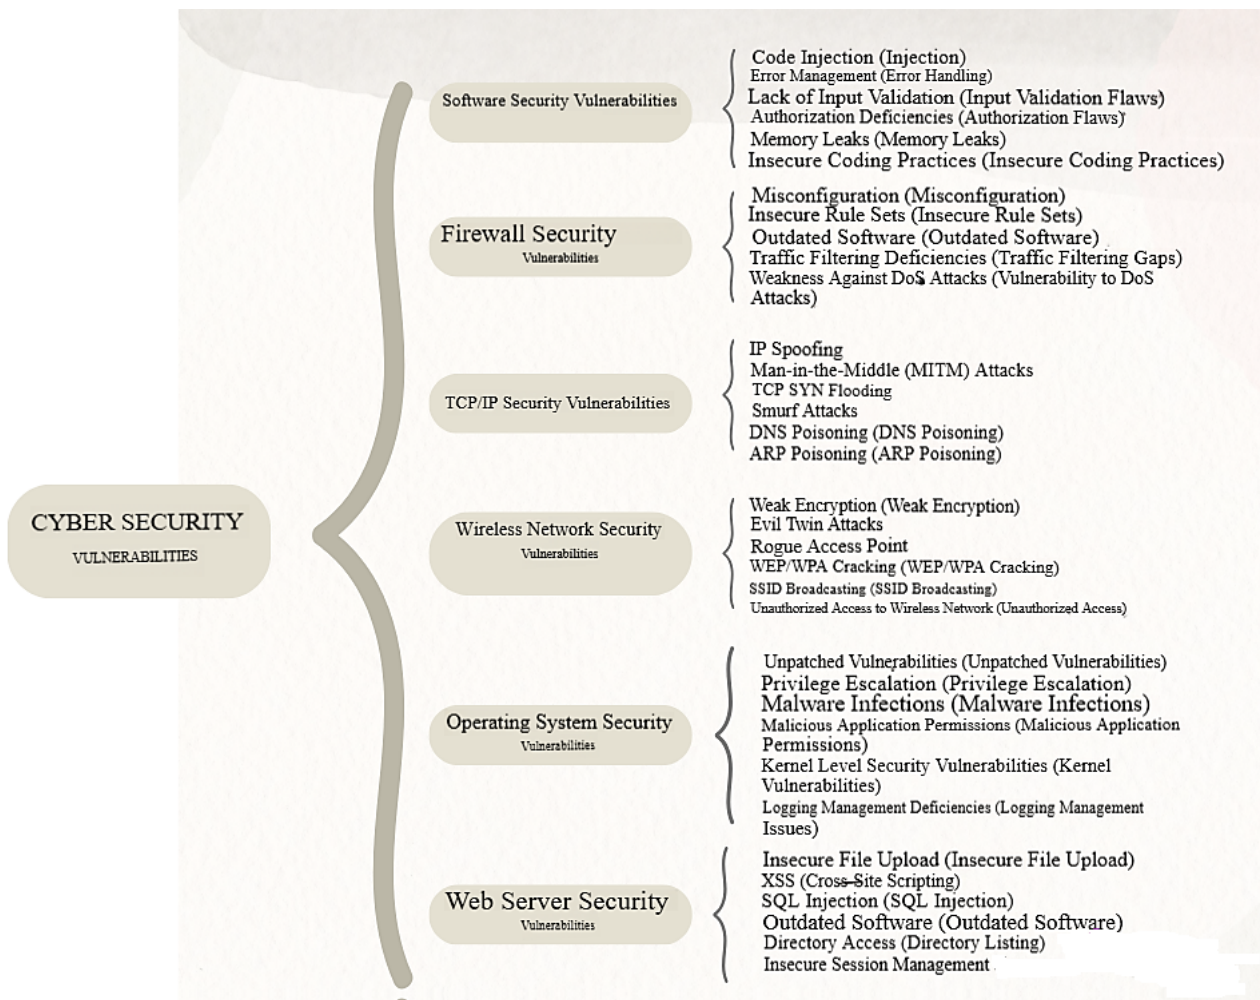 CYBER SECURITY
VULNERABILITIES
Software Security Vulnerabilities
Code Injection (Injection)
Error Management (Error Handling)
Lack of Input Validation (Input Validation Flaws)
Authorization Deficiencies (Authorization Flaws)
Memory Leaks (Memory Leaks)
Insecure Coding Practices (Insecure Coding Practices)
Firewall Security
Vulnerabilities
Misconfiguration (Misconfiguration)
Insecure Rule Sets (Insecure Rule Sets)
Outdated Software (Outdated Software)
Traffic Filtering Deficiencies (Traffic Filtering Gaps)
Weakness Against DoS Attacks (Vulnerability to DoS
Attacks)
TCP/IP Security Vulnerabilities
IP Spoofing
Man-in-the-Middle (MITM) Attacks
TCP SYN Flooding
Smurf Attacks
DNS Poisoning (DNS Poisoning)
ARP Poisoning (ARP Poisoning)
Wireless Network Security
Vulnerabilities
Weak Encryption (Weak Encryption)
Evil Twin Attacks
Rogue Access Point
WEP/WPA Cracking (WEP/WPA Cracking)
SSID Broadcasting (SSID Broadcasting)
Unauthorized Access to Wireless Network (Unauthorized Access)
Operating System Security
Vulnerabilities
Unpatched Vulnerabilities (Unpatched Vulnerabilities)
Privilege Escalation (Privilege Escalation)
Malware Infections (Malware Infections)
Malicious Application Permissions (Malicious Application
Permissions)
Kernel Level Security Vulnerabilities (Kernel
Vulnerabilities)
Logging Management Deficiencies (Logging Management
Issues)
Web Server Security
Vulnerabilities
Insecure File Upload (Insecure File Upload)
XSS (Cross-Site Scripting)
SQL Injection (SQL Injection)
Outdated Software (Outdated Software)
Directory Access (Directory Listing)
Insecure Session Management